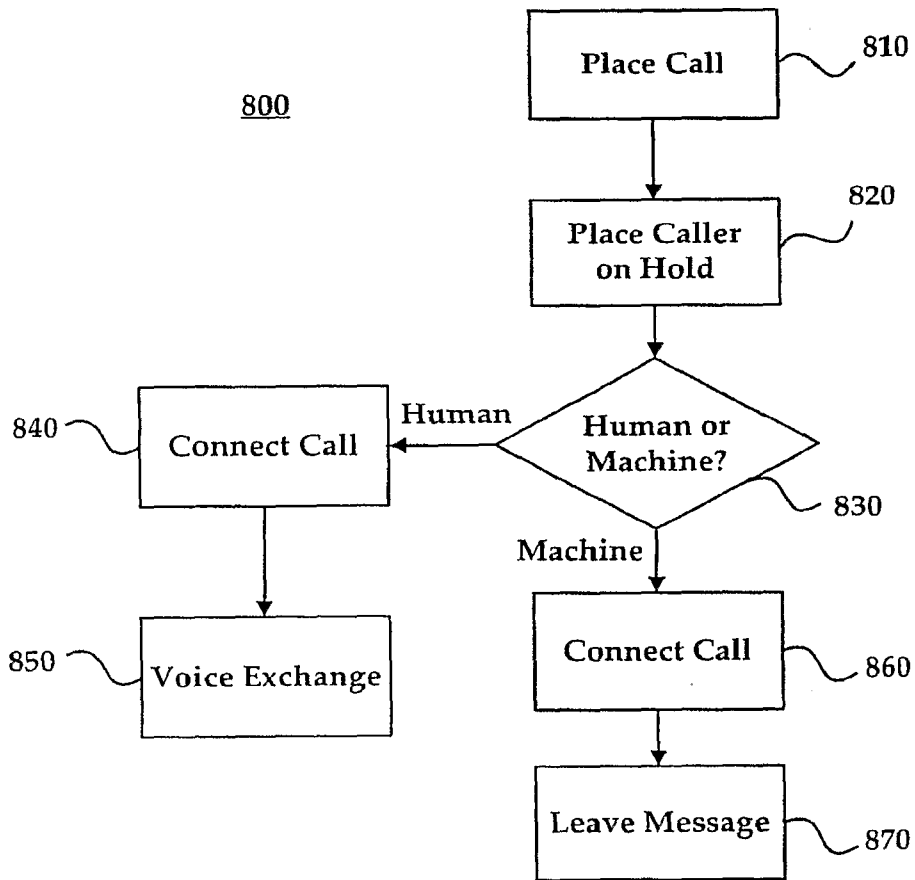 Place Call
810
800
Place Caller
on Hold
820
Human or
Machine?
830
Human
840
Connect Call
850
Voice Exchange
Machine
Connect Call
860
Leave Message
870